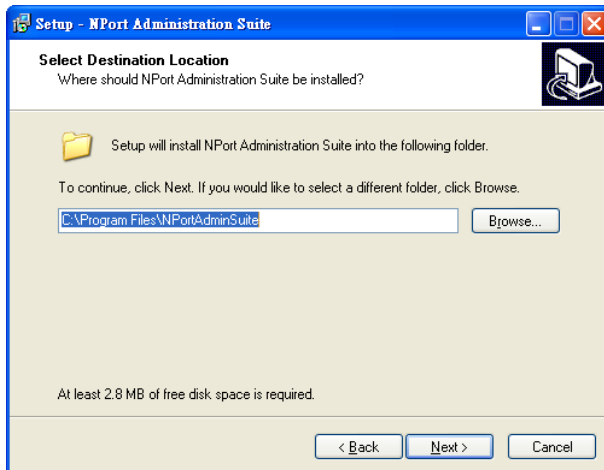 Setup - NPort Administration Suite
Select Destination Location
Where should NPort Administration Suite be installed?
Setup will install NPort Administration Suite into the following folder.
To continue, click Next. If you would like to select a different folder, click Browse.
C:\Program Files\NPortAdminSuite
Browse...
At least 2.8 MB of free disk space is required.
< Back
Next >
Cancel